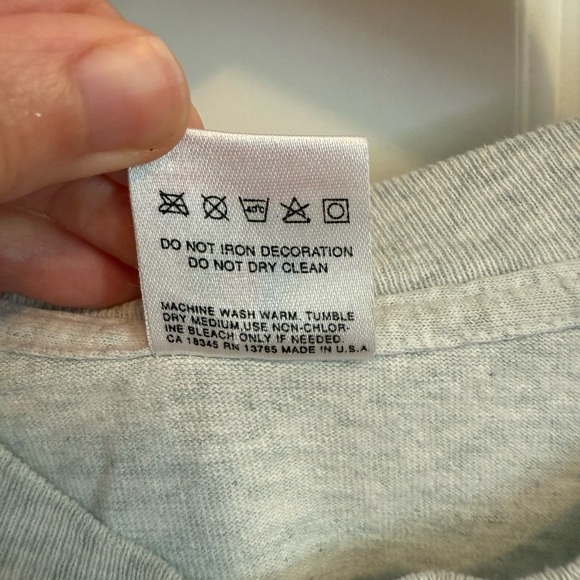 40°C
DO NOT IRON DECORATION
DO NOT DRY CLEAN
MACHINE WASH WARM. TUMBLE
DRY MEDIUM,USE NON-CHLOR-
INE BLEACH ONLY IF NEEDED.
CA 18345 RN 13765 MADE IN U.S.A